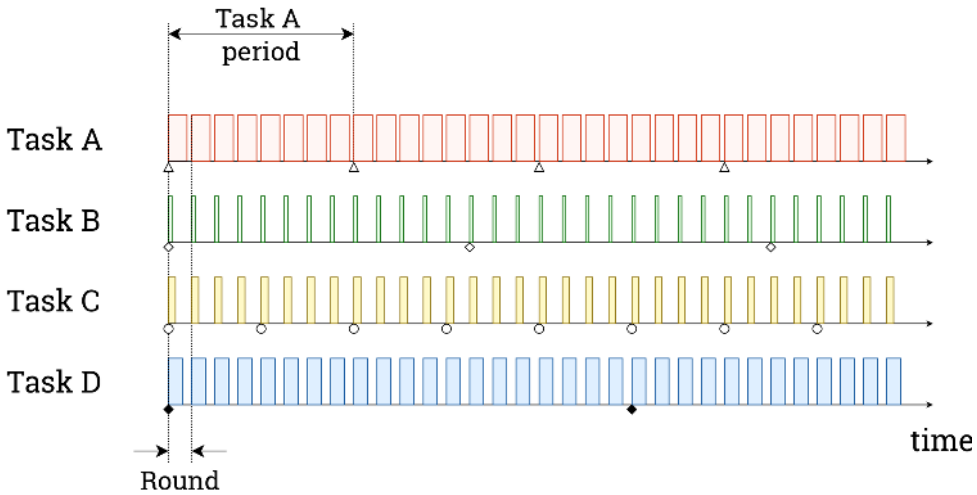 Task A
period
Task A
Task B
Task C
Task D
time
Round